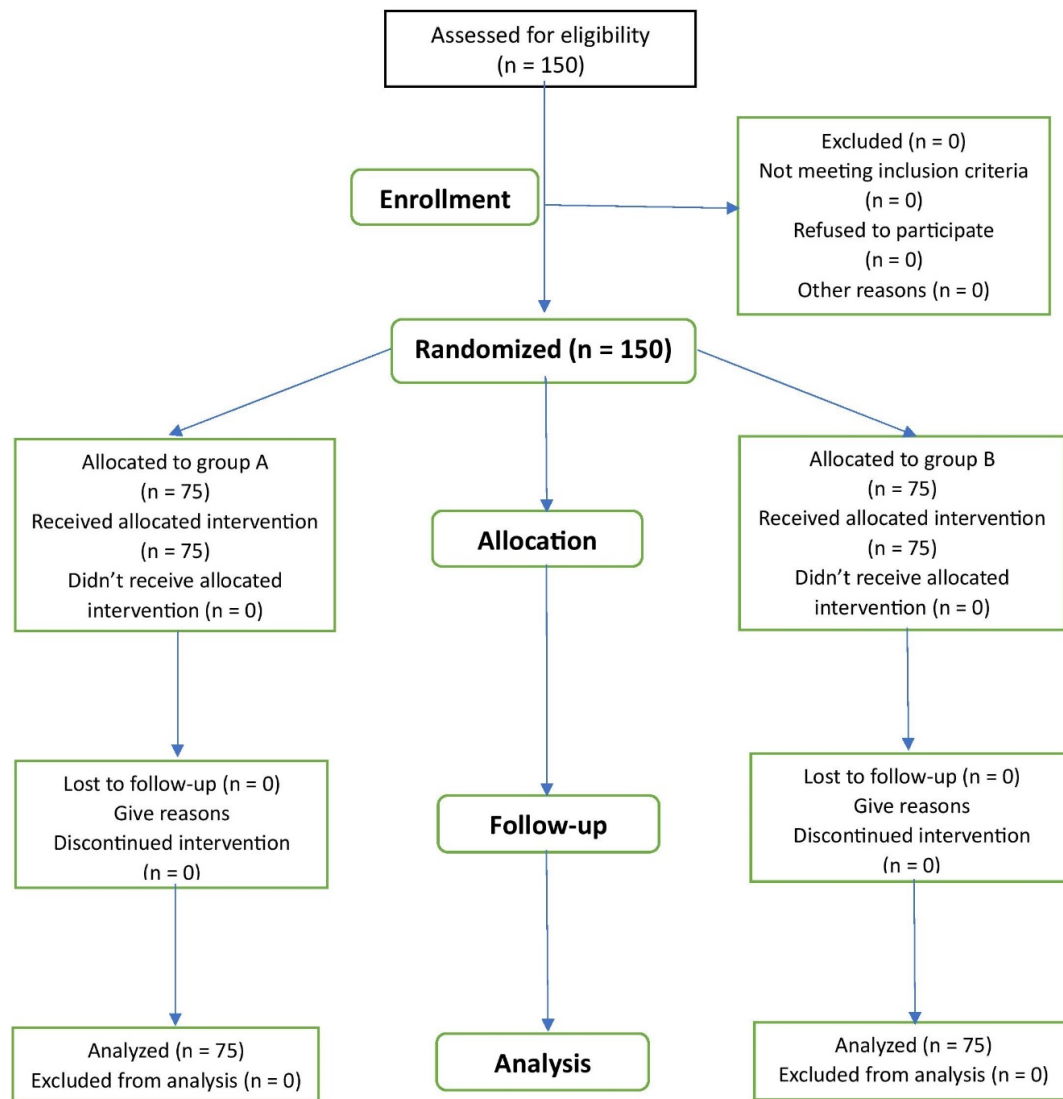 Assessed for eligibility
(n = 150)
Excluded (n = 0)
Not meeting inclusion criteria
(n = 0)
Refused to participate
(n = 0)
Other reasons (n = 0)
Enrollment
Randomized (n = 150)
Allocated to group A
(n = 75)
Received allocated intervention
(n = 75)
Didn’t receive allocated
intervention (n = 0)
Allocation
Allocated to group B
(n = 75)
Received allocated intervention
(n = 75)
Didn’t receive allocated
intervention (n = 0)
Lost to follow-up (n = 0)
Give reasons
Discontinued intervention
(n = 0)
Follow-up
Lost to follow-up (n = 0)
Give reasons
Discontinued intervention
(n = 0)
Analyzed (n = 75)
Excluded from analysis (n = 0)
Analysis
Analyzed (n = 75)
Excluded from analysis (n = 0)